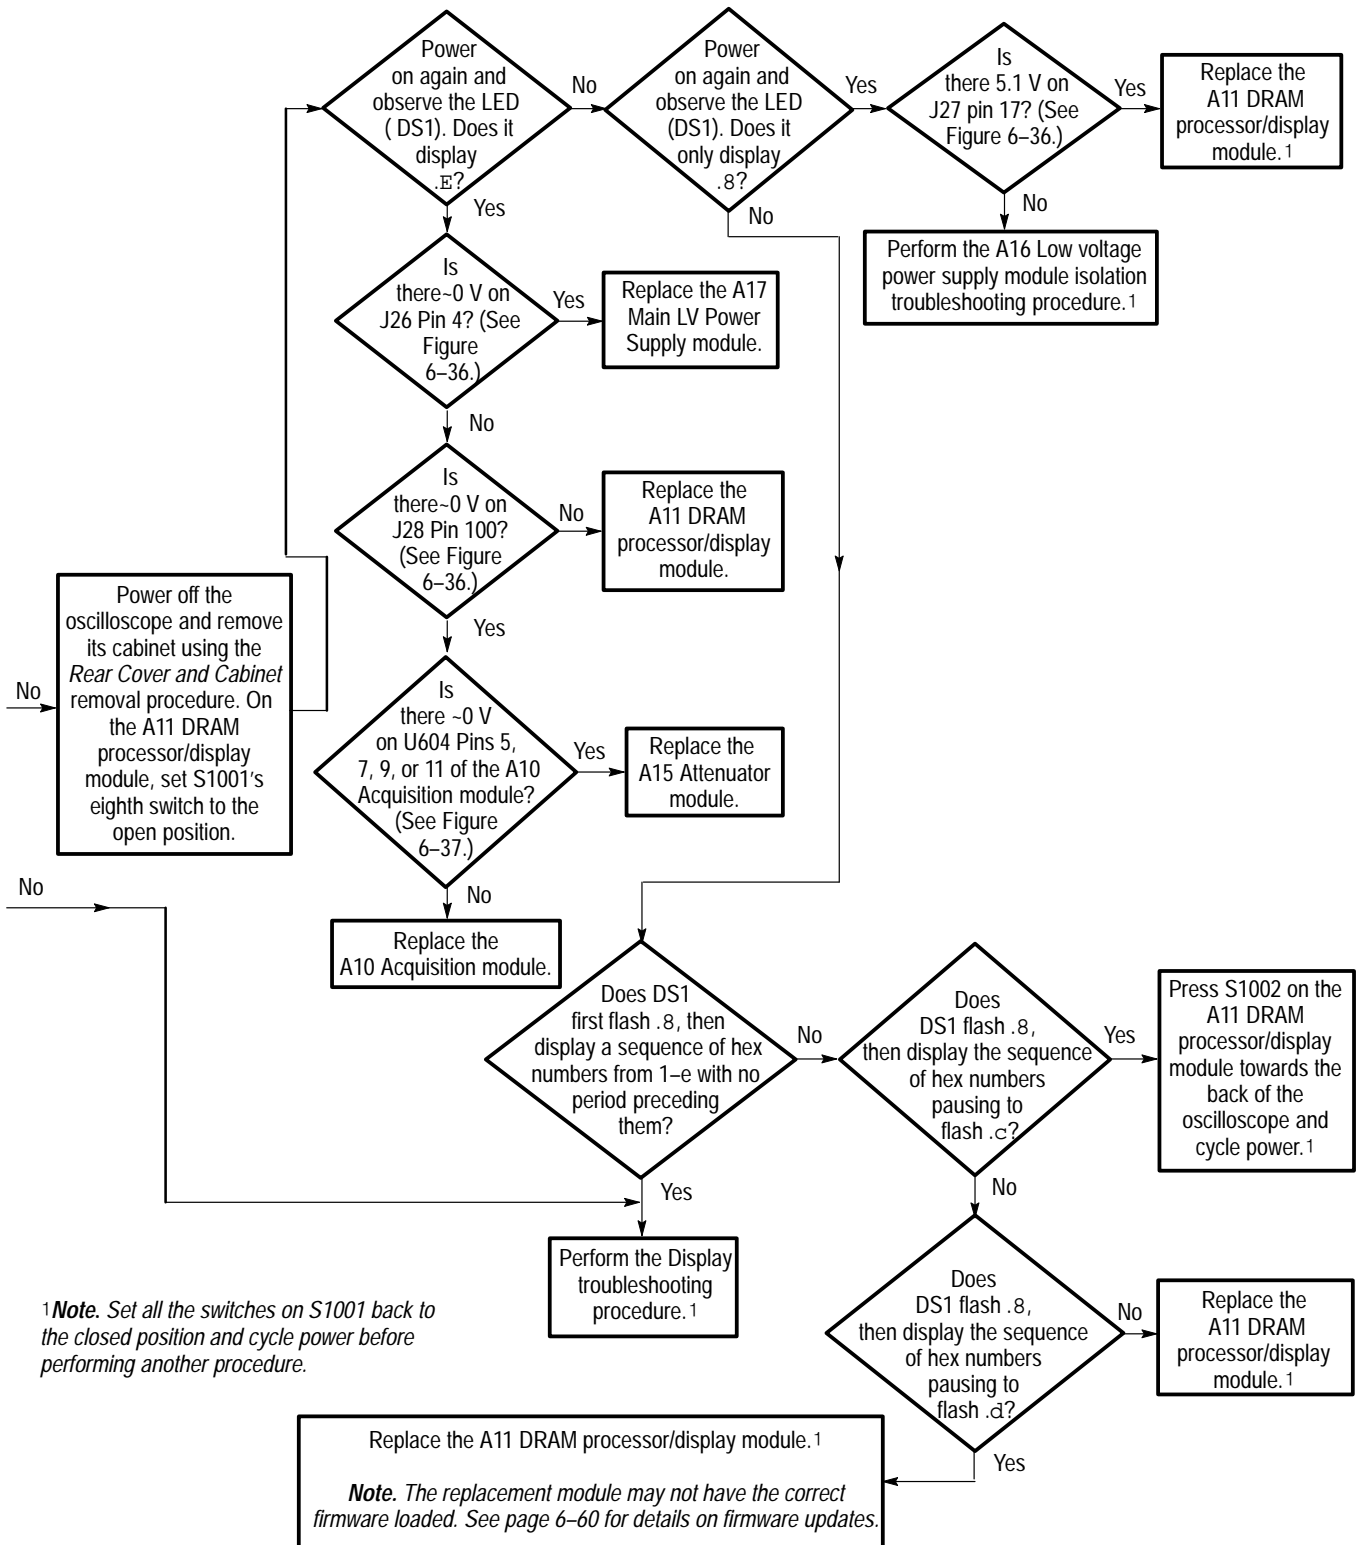 Power
on again and
observe the LED
( DS1). Does it
display
.E?
No
Yes
Power
on again and
observe the LED
(DS1). Does it
only display
.8?
Yes
No
Is
there 5.1 V on
J27 pin 17? (See
Figure 6–36.)
Yes
No
Replace the
A11 DRAM
processor/display
module.1
Perform the A16 Low voltage
power supply module isolation
troubleshooting procedure.1
Is
there~0 V on
J26 Pin 4? (See
Figure
6–36.)
Yes
No
Replace the A17
Main LV Power
Supply module.
Is
there~0 V on
J28 Pin 100?
(See Figure
6–36.)
No
Yes
Replace the
A11 DRAM
processor/display
module.
No
Power off the
oscilloscope and remove
its cabinet using the
Rear Cover and Cabinet
removal procedure. On
the A11 DRAM
processor/display
module, set S1001's
eighth switch to the
open position.
Is
there ~0 V
on U604 Pins 5,
7, 9, or 11 of the A10
Acquisition module?
(See Figure
6–37.)
Yes
No
Replace the
A15 Attenuator
module.
No
Replace the
A10 Acquisition module.
Does DS1
first flash .8, then
display a sequence of hex
numbers from 1–e with no
period preceding
them?
No
Yes
Does
DS1 flash .8,
then display the sequence
of hex numbers
pausing to
flash .c?
Yes
No
Press S1002 on the
A11 DRAM
processor/display
module towards the
back of the
oscilloscope and
cycle power.1
Perform the Display
troubleshooting
procedure.1
Does
DS1 flash .8,
then display the sequence
of hex numbers
pausing to
flash .d?
No
Yes
Replace the
A11 DRAM
processor/display
module.1
1Note. Set all the switches on S1001 back to
the closed position and cycle power before
performing another procedure.
Replace the A11 DRAM processor/display module.1
Note. The replacement module may not have the correct
firmware loaded. See page 6–60 for details on firmware updates.